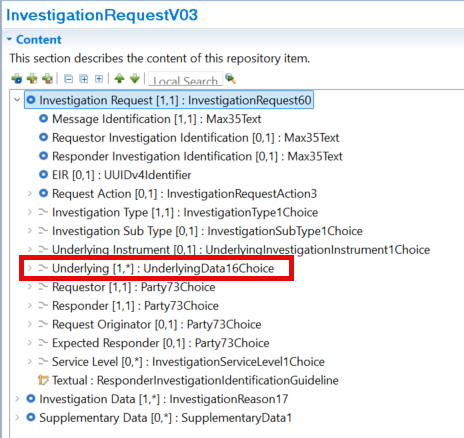 InvestigationRequestV03
Content
This section describes the content of this repository item.
Local Search
Investigation Request [1,1] : InvestigationRequest60
Message Identification [1,1] : Max35Text
Requestor Investigation Identification [0,1] : Max35Text
Responder Investigation Identification [0,1] : Max35Text
EIR [0,1] : UUIDv4Identifier
Request Action [0,1] : InvestigationRequestAction3
Investigation Type [1,1] : InvestigationType1Choice
Investigation Sub Type [0,1] : InvestigationSubType1Choice
Underlying Instrument [0,1] : UnderlyingInvestigationInstrument1Choice
Underlying [1,*] : UnderlyingData16Choice
Requestor [1,1] : Party73Choice
Responder [1,1] : Party73Choice
Request Originator [0,1] : Party73Choice
Expected Responder [0,1] : Party73Choice
Service Level [0,*] : InvestigationServiceLevel1Choice
Textual : ResponderInvestigationIdentificationGuideline
Investigation Data [1,*] : InvestigationReason17
Supplementary Data [0,*] : SupplementaryData1